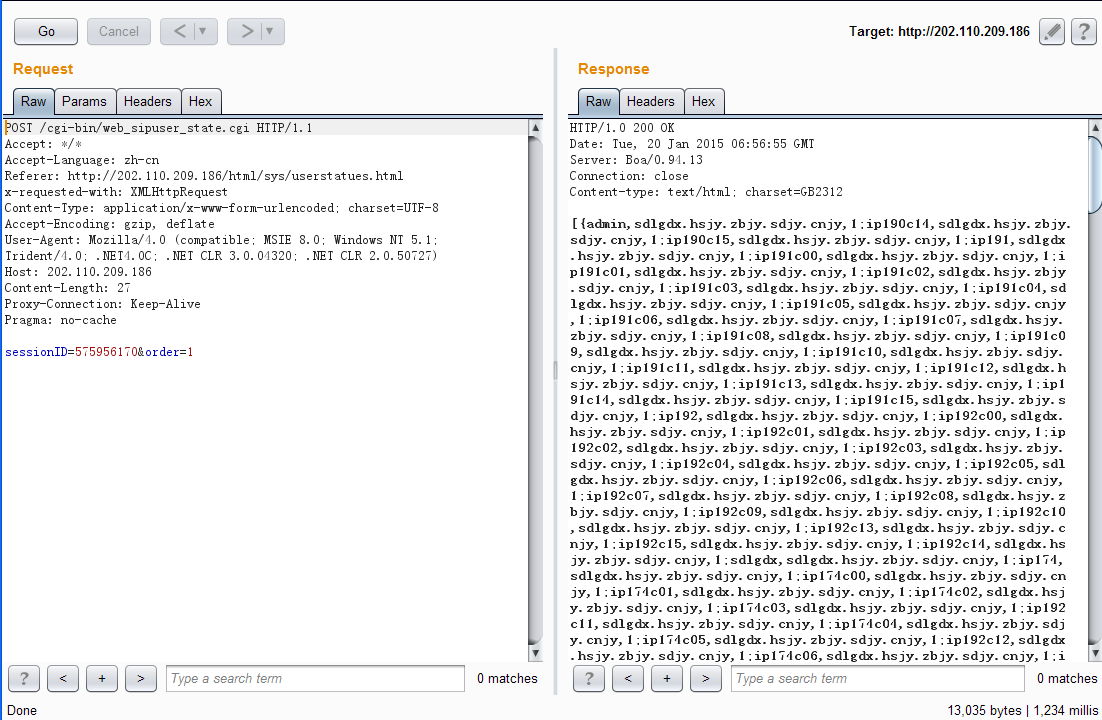 Go
Cancel
<
>
Target: http://202.110.209.186
?
Request
Raw
Params
Headers
Hex
POST /cgi-bin/web_sipuser_state.cgi HTTP/1.1
Accept: */*
Accept-Language: zh-cn
Referer: http://202.110.209.186/html/sys/userstatues.html
x-requested-with: XMLHttpRequest
Content-Type: application/x-www-form-urlencoded; charset=UTF-8
Accept-Encoding: gzip, deflate
User-Agent: Mozilla/4.0 (compatible; MSIE 8.0; Windows NT 5.1;
Trident/4.0; .NET4.0C; .NET CLR 3.0.04320; .NET CLR 2.0.50727)
Host: 202.110.209.186
Content-Length: 27
Proxy-Connection: Keep-Alive
Pragma: no-cache
sessionID=575956170&order=1
?
<
+
>
Type a search term
0 matches
Response
Raw
Headers
Hex
HTTP/1.0 200 OK
Date: Tue, 20 Jan 2015 06:56:55 GMT
Server: Boa/0.94.13
Connection: close
Content-type: text/html; charset=GB2312
[{admin,sdlgdx.hsjy.zbjy.sdjy.cnjy,1;ip190c14,sdlgdx.hsjy.zbjy.
sdjy.cnjy,1;ip190c15,sdlgdx.hsjy.zbjy.sdjy.cnjy,1;ip191,sdlgdx
.hsjy.zbjy.sdjy.cnjy,1;ip191c00,sdlgdx.hsjy.zbjy.sdjy.cnjy,1;i
p191c01,sdlgdx.hsjy.zbjy.sdjy.cnjy,1;ip191c02,sdlgdx.hsjy.zbjy
.sdjy.cnjy,1;ip191c03,sdlgdx.hsjy.zbjy.sdjy.cnjy,1;ip191c04,sd
lgdx.hsjy.zbjy.sdjy.cnjy,1;ip191c05,sdlgdx.hsjy.zbjy.sdjy.cnjy
,1;ip191c06,sdlgdx.hsjy.zbjy.sdjy.cnjy,1;ip191c07,sdlgdx.hsjy.
zbjy.sdjy.cnjy,1;ip191c08,sdlgdx.hsjy.zbjy.sdjy.cnjy,1;ip191c0
9,sdlgdx.hsjy.zbjy.sdjy.cnjy,1;ip191c10,sdlgdx.hsjy.zbjy.sdjy.
cnjy,1;ip191c11,sdlgdx.hsjy.zbjy.sdjy.cnjy,1;ip191c12,sdlgdx.h
sjy.zbjy.sdjy.cnjy,1;ip191c13,sdlgdx.hsjy.zbjy.sdjy.cnjy,1;ip1
91c14,sdlgdx.hsjy.zbjy.sdjy.cnjy,1;ip191c15,sdlgdx.hsjy.zbjy.s
djy.cnjy,1;ip192,sdlgdx.hsjy.zbjy.sdjy.cnjy,1;ip192c00,sdlgdx.
hsjy.zbjy.sdjy.cnjy,1;ip192c01,sdlgdx.hsjy.zbjy.sdjy.cnjy,1;ip
192c02,sdlgdx.hsjy.zbjy.sdjy.cnjy,1;ip192c03,sdlgdx.hsjy.zbjy.
sdjy.cnjy,1;ip192c04,sdlgdx.hsjy.zbjy.sdjy.cnjy,1;ip192c05,sdl
gdx.hsjy.zbjy.sdjy.cnjy,1;ip192c06,sdlgdx.hsjy.zbjy.sdjy.cnjy,
1;ip192c07,sdlgdx.hsjy.zbjy.sdjy.cnjy,1;ip192c08,sdlgdx.hsjy.z
bjy.sdjy.cnjy,1;ip192c09,sdlgdx.hsjy.zbjy.sdjy.cnjy,1;ip192c10
,sdlgdx.hsjy.zbjy.sdjy.cnjy,1;ip192c13,sdlgdx.hsjy.zbjy.sdjy.c
njy,1;ip192c15,sdlgdx.hsjy.zbjy.sdjy.cnjy,1;ip192c14,sdlgdx.hs
jy.zbjy.sdjy.cnjy,1;sdlgdx,sdlgdx.hsjy.zbjy.sdjy.cnjy,1;ip174,
sdlgdx.hsjy.zbjy.sdjy.cnjy,1;ip174c00,sdlgdx.hsjy.zbjy.sdjy.cn
jy,1;ip174c01,sdlgdx.hsjy.zbjy.sdjy.cnjy,1;ip174c02,sdlgdx.hsj
y.zbjy.sdjy.cnjy,1;ip174c03,sdlgdx.hsjy.zbjy.sdjy.cnjy,1;ip192
c11,sdlgdx.hsjy.zbjy.sdjy.cnjy,1;ip174c04,sdlgdx.hsjy.zbjy.sdj
y.cnjy,1;ip174c05,sdlgdx.hsjy.zbjy.sdjy.cnjy,1;ip192c12,sdlgdx
.hsjy.zbjy.sdjy.cnjy,1;ip174c06,sdlgdx.hsjy.zbjy.sdjy.cnjy,1;i
?
<
+
>
Type a search term
0 matches
Done
13,035 bytes | 1,234 millis